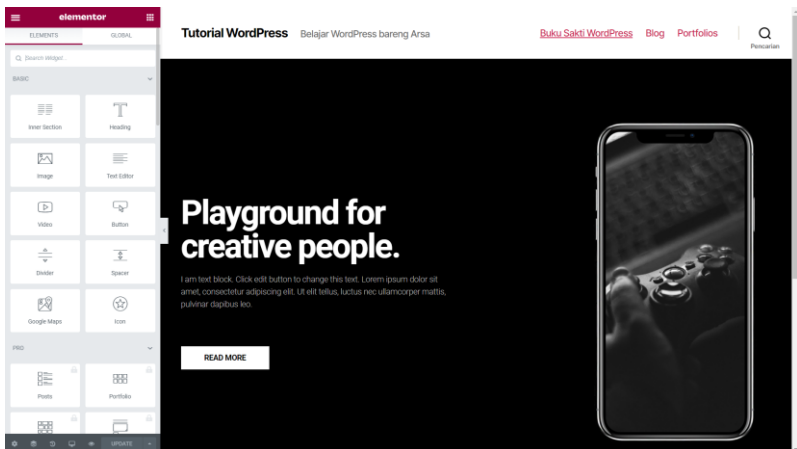 elementor
ELEMENTS GLOBAL
Search Widget...
BASIC
Inner Section Heading
Image Text Editor
Video Button
Divider Spacer
Google Maps Icon
PRO
Posts Portfolio
UPDATE
Tutorial WordPress Belajar WordPress bareng Arsa
Buku Sakti WordPress Blog Portfolios
Pencarian
Playground for
creative people.
I am text block. Click edit button to change this text. Lorem ipsum dolor sit
amet, consectetur adipiscing elit. Ut elit tellus, luctus nec ullamcorper mattis,
pulvinar dapibus leo.
READ MORE